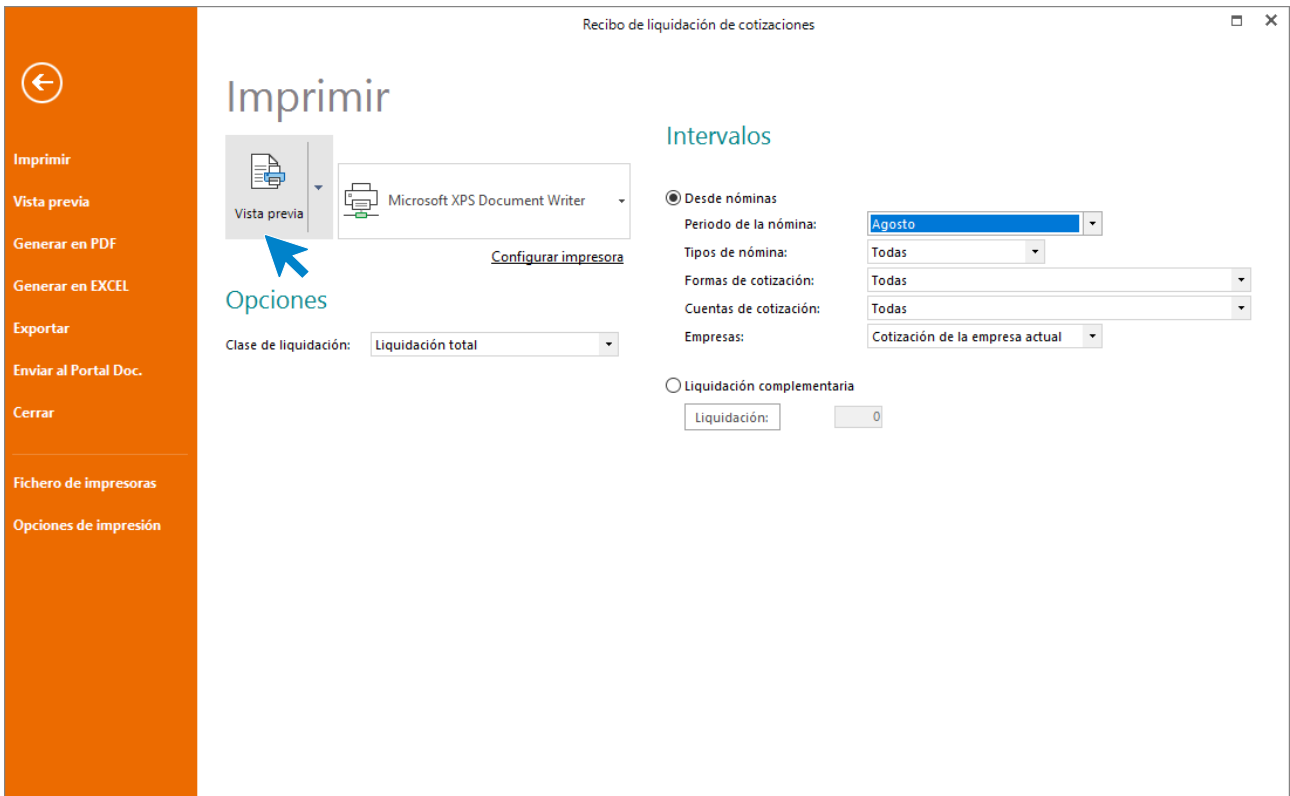 Recibo de liquidación de cotizaciones
Imprimir
Vista previa
Generar en PDF
Generar en EXCEL
Exportar
Enviar al Portal Doc.
Cerrar
Fichero de impresoras
Opciones de impresión
Imprimir
Vista previa
Microsoft XPS Document Writer
Configurar impresora
Opciones
Clase de liquidación: Liquidación total
Intervalos
Desde nóminas
Periodo de la nómina: Agosto
Tipos de nómina: Todas
Formas de cotización: Todas
Cuentas de cotización: Todas
Empresas: Cotización de la empresa actual
Liquidación complementaria
Liquidación: 0